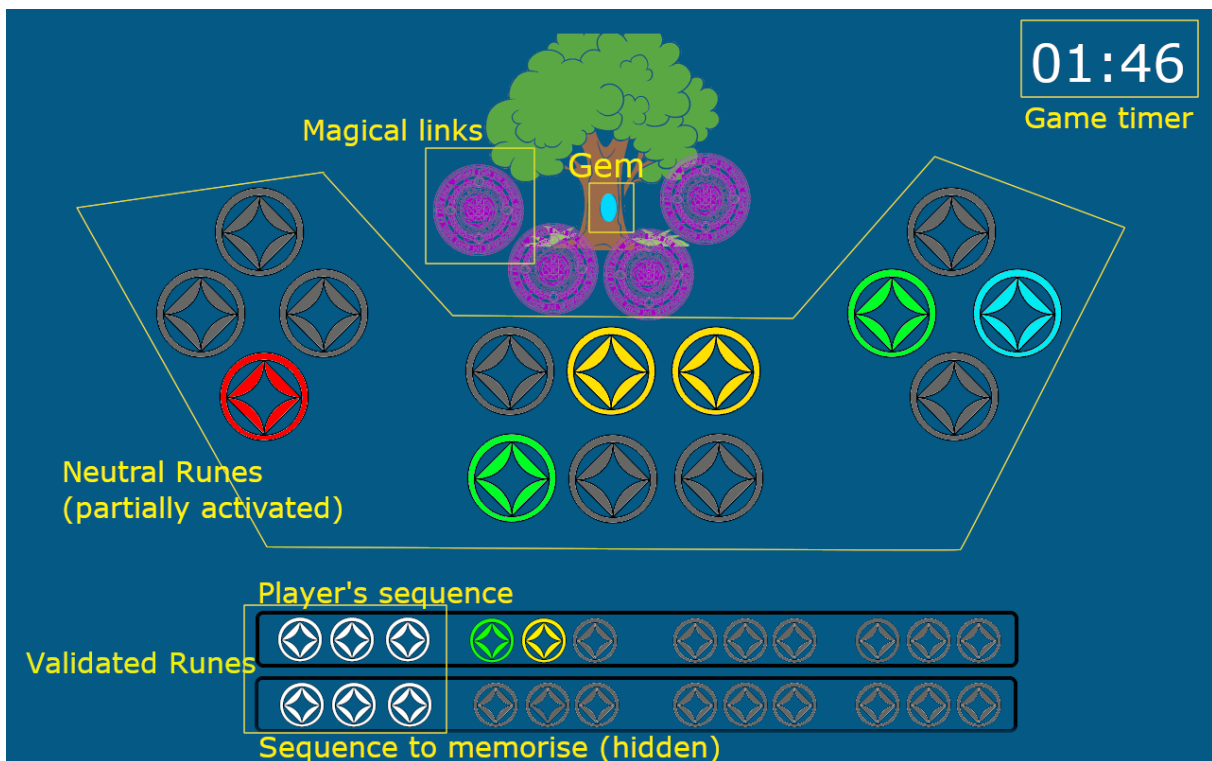 01:46
Game timer
Magical links
Gem
Neutral Runes
(partially activated)
Player's sequence
Validated Runes
Sequence to memorise (hidden)